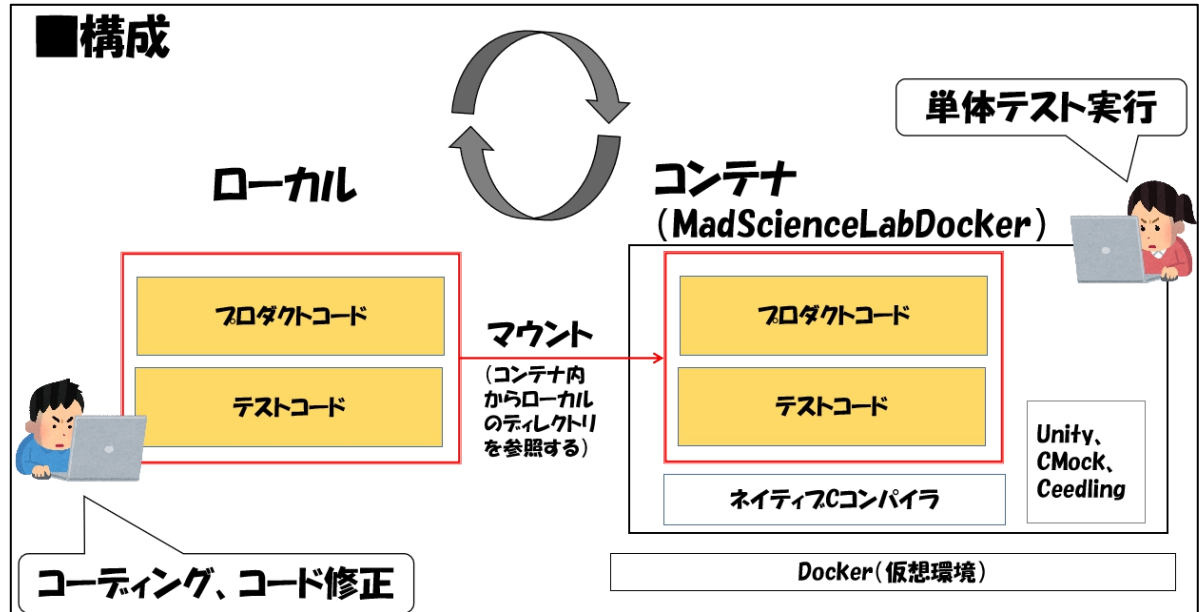 ■構成
単体テスト実行
ローカル
コンテナ
(MadScienceLabDocker)
プロダクトコード
テストコード
マウント
(コンテナ内
からローカル
のディレクトリ
を参照する)
プロダクトコード
テストコード
Unity、
CMock、
Ceedling
ネイティブCコンパイラ
コーディング、コード修正
Docker(仮想環境)